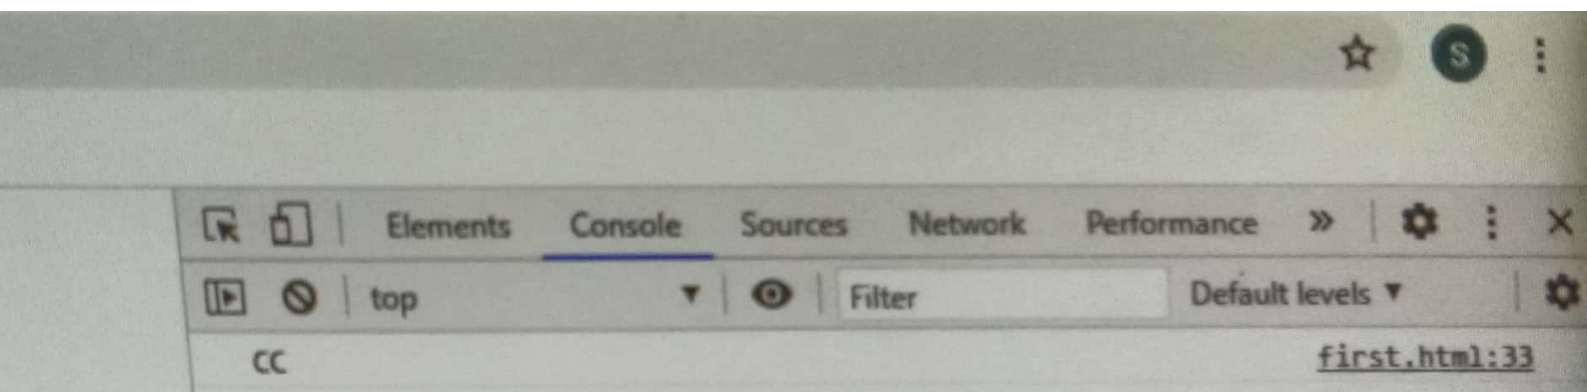 S
Elements Console Sources Network Performance »
top Filter Default levels
CC first.html:33